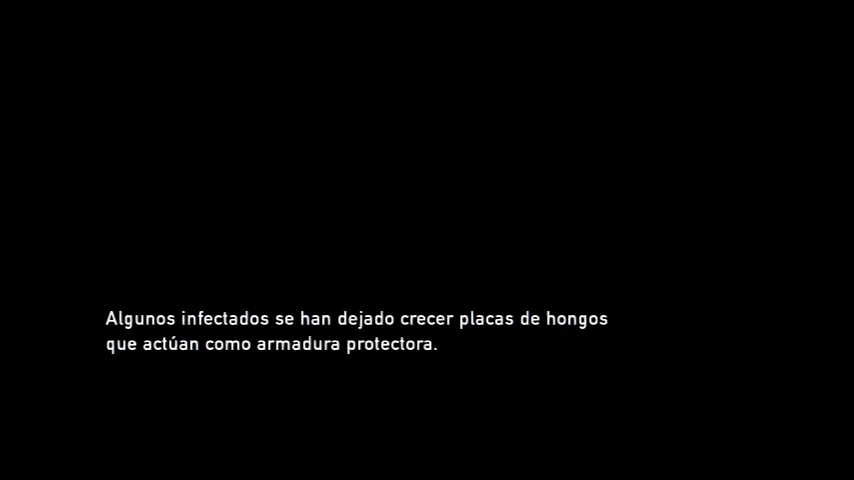 Algunos infectados se han dejado crecer placas de hongos
que actúan como armadura protectora.